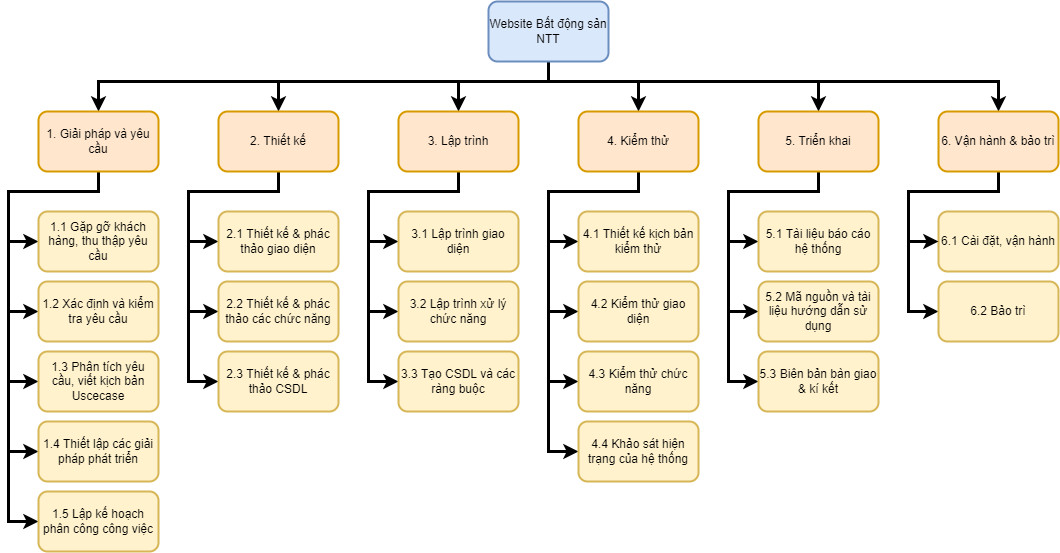 Website Bất động sản
NTT
1. Giải pháp và yêu
cầu
2. Thiết kế
3. Lập trình
4. Kiểm thử
5. Triển khai
6. Vận hành & bảo trì
1.1 Gặp gỡ khách
hàng, thu thập yêu
cầu
1.2 Xác định và kiểm
tra yêu cầu
1.3 Phân tích yêu
cầu, viết kịch bản
Uscecase
1.4 Thiết lập các giải
pháp phát triển
1.5 Lập kế hoạch
phân công công việc
2.1 Thiết kế & phác
thảo giao diện
2.2 Thiết kế & phác
thảo các chức năng
2.3 Thiết kế & phác
thảo CSDL
3.1 Lập trình giao
diện
3.2 Lập trình xử lý
chức năng
3.3 Tạo CSDL và các
ràng buộc
4.1 Thiết kế kịch bản
kiểm thử
4.2 Kiểm thử giao
diện
4.3 Kiểm thử chức
năng
4.4 Khảo sát hiện
trạng của hệ thống
5.1 Tài liệu báo cáo
hệ thống
5.2 Mã nguồn và tài
liệu hướng dẫn sử
dụng
5.3 Biên bản bàn giao
& kí kết
6.1 Cài đặt, vận hành
6.2 Bảo trì